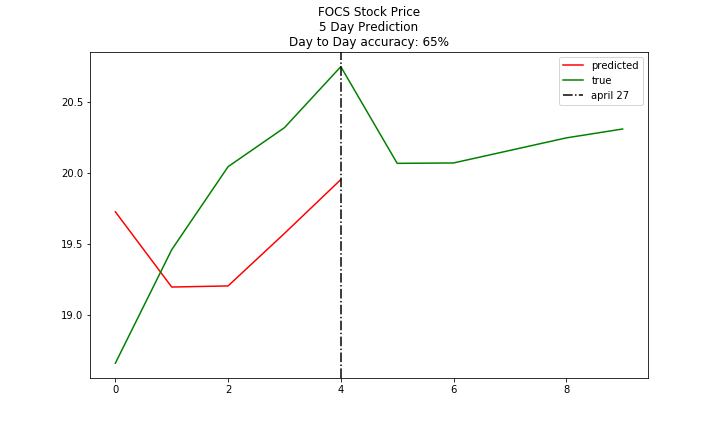 FOCS Stock Price
5 Day Prediction
Day to Day accuracy: 65%
predicted
true
april 27
20.5
20.0
19.5
19.0
0 2 4 6 8